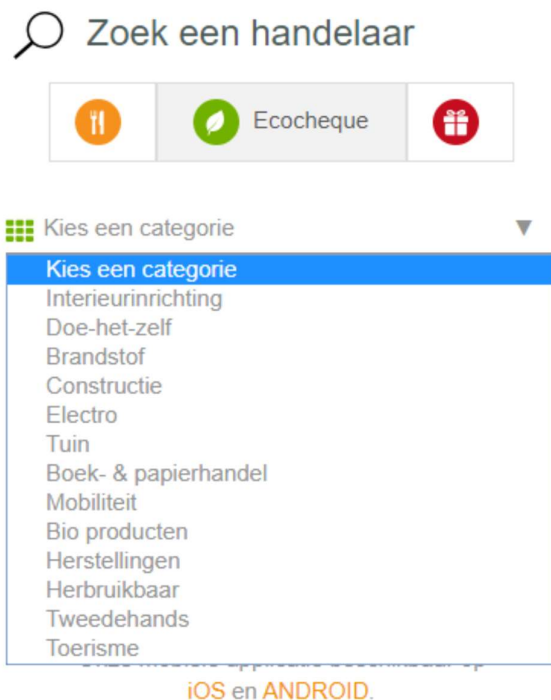 Zoek een handelaar
Ecocheque
Kies een categorie
Kies een categorie
Interieurinrichting
Doe-het-zelf
Brandstof
Constructie
Electro
Tuin
Boek- & papierhandel
Mobiliteit
Bio producten
Herstellingen
Herbruikbaar
Tweedehands
Toerisme
iOS en ANDROID.